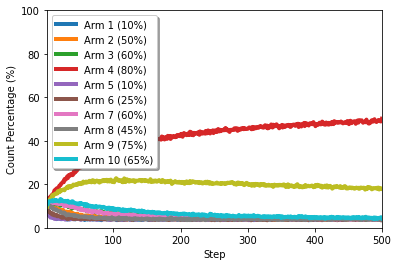 100
80
60
40
20
0
Count Percentage (%)
Arm 1 (10%)
Arm 2 (50%)
Arm 3 (60%)
Arm 4 (80%)
Arm 5 (10%)
Arm 6 (25%)
Arm 7 (60%)
Arm 8 (45%)
Arm 9 (75%)
Arm 10 (65%)
100 200 300 400 500
Step